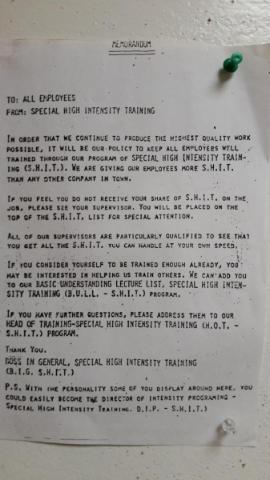 MEMORANDUM
TO: ALL EMPLOYEES
FROM: SPECIAL HIGH INTENSITY TRAINING
IN ORDER THAT WE CONTINUE TO PRODUCE THE HIGHEST QUALITY WORK
POSSIBLE, IT WILL BE OUR POLICY TO KEEP ALL EMPLOYEES WELL
TRAINED THROUGH OUR PROGRAM OF SPECIAL HIGH INTENSITY TRAIN-
ING (S.H.I.T.). WE ARE GIVING OUR EMPLOYEES MORE S.H.I.T.
THAN ANY OTHER COMPANY IN TOWN.
IF YOU FEEL YOU DO NOT RECEIVE YOUR SHARE OF S.H.I.T. ON THE
JOB, PLEASE SEE YOUR SUPERVISOR. YOU WILL BE PLACED ON THE
TOP OF THE S.H.I.T. LIST FOR SPECIAL ATTENTION.
ALL OF OUR SUPERVISORS ARE PARTICULARLY QUALIFIED TO SEE THAT
YOU GET ALL THE S.H.I.T. YOU CAN HANDLE AT YOUR OWN SPEED.
IF YOU CONSIDER YOURSELF TO BE TRAINED ENOUGH ALREADY, YOU
MAY BE INTERESTED IN HELPING US TRAIN OTHERS. WE CAN ADD YOU
TO OUR BASIC UNDERSTANDING LECTURE LIST, SPECIAL HIGH INTEN-
SITY TRAINING (B.U.L.L. - S.H.I.T.) PROGRAM.
IF YOU HAVE FURTHER QUESTIONS, PLEASE ADDRESS THEM TO OUR
HEAD OF TRAINING-SPECIAL HIGH INTENSITY TRAINING (H.O.T. -
S.H.I.T.) PROGRAM.
THANK YOU,
BOSS IN GENERAL, SPECIAL HIGH INTENSITY TRAINING
(B.I.G. S.H.I.T.)
P.S. WITH THE PERSONALITY SOME OF YOU DISPLAY AROUND HERE, YOU
COULD EASILY BECOME THE DIRECTOR OF INTENSITY PROGRAMING -
SPECIAL HIGH INTENSITY TRAINING. D.I.P. - S.H.I.T.)